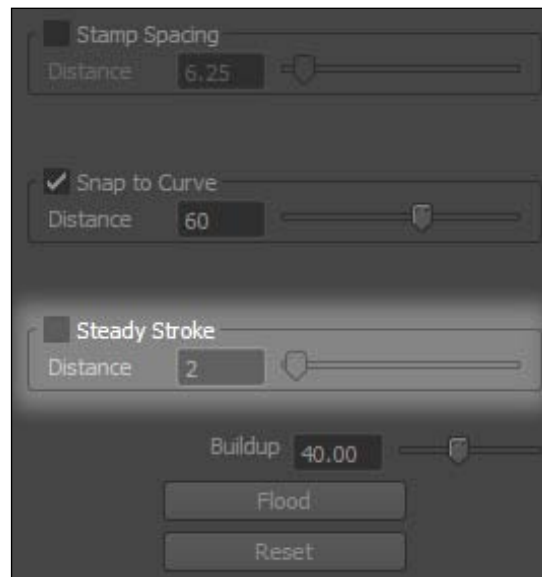 Stamp Spacing
Distance 6.25
Snap to Curve
Distance 60
Steady Stroke
Distance 2
Buildup 40.00
Flood
Reset